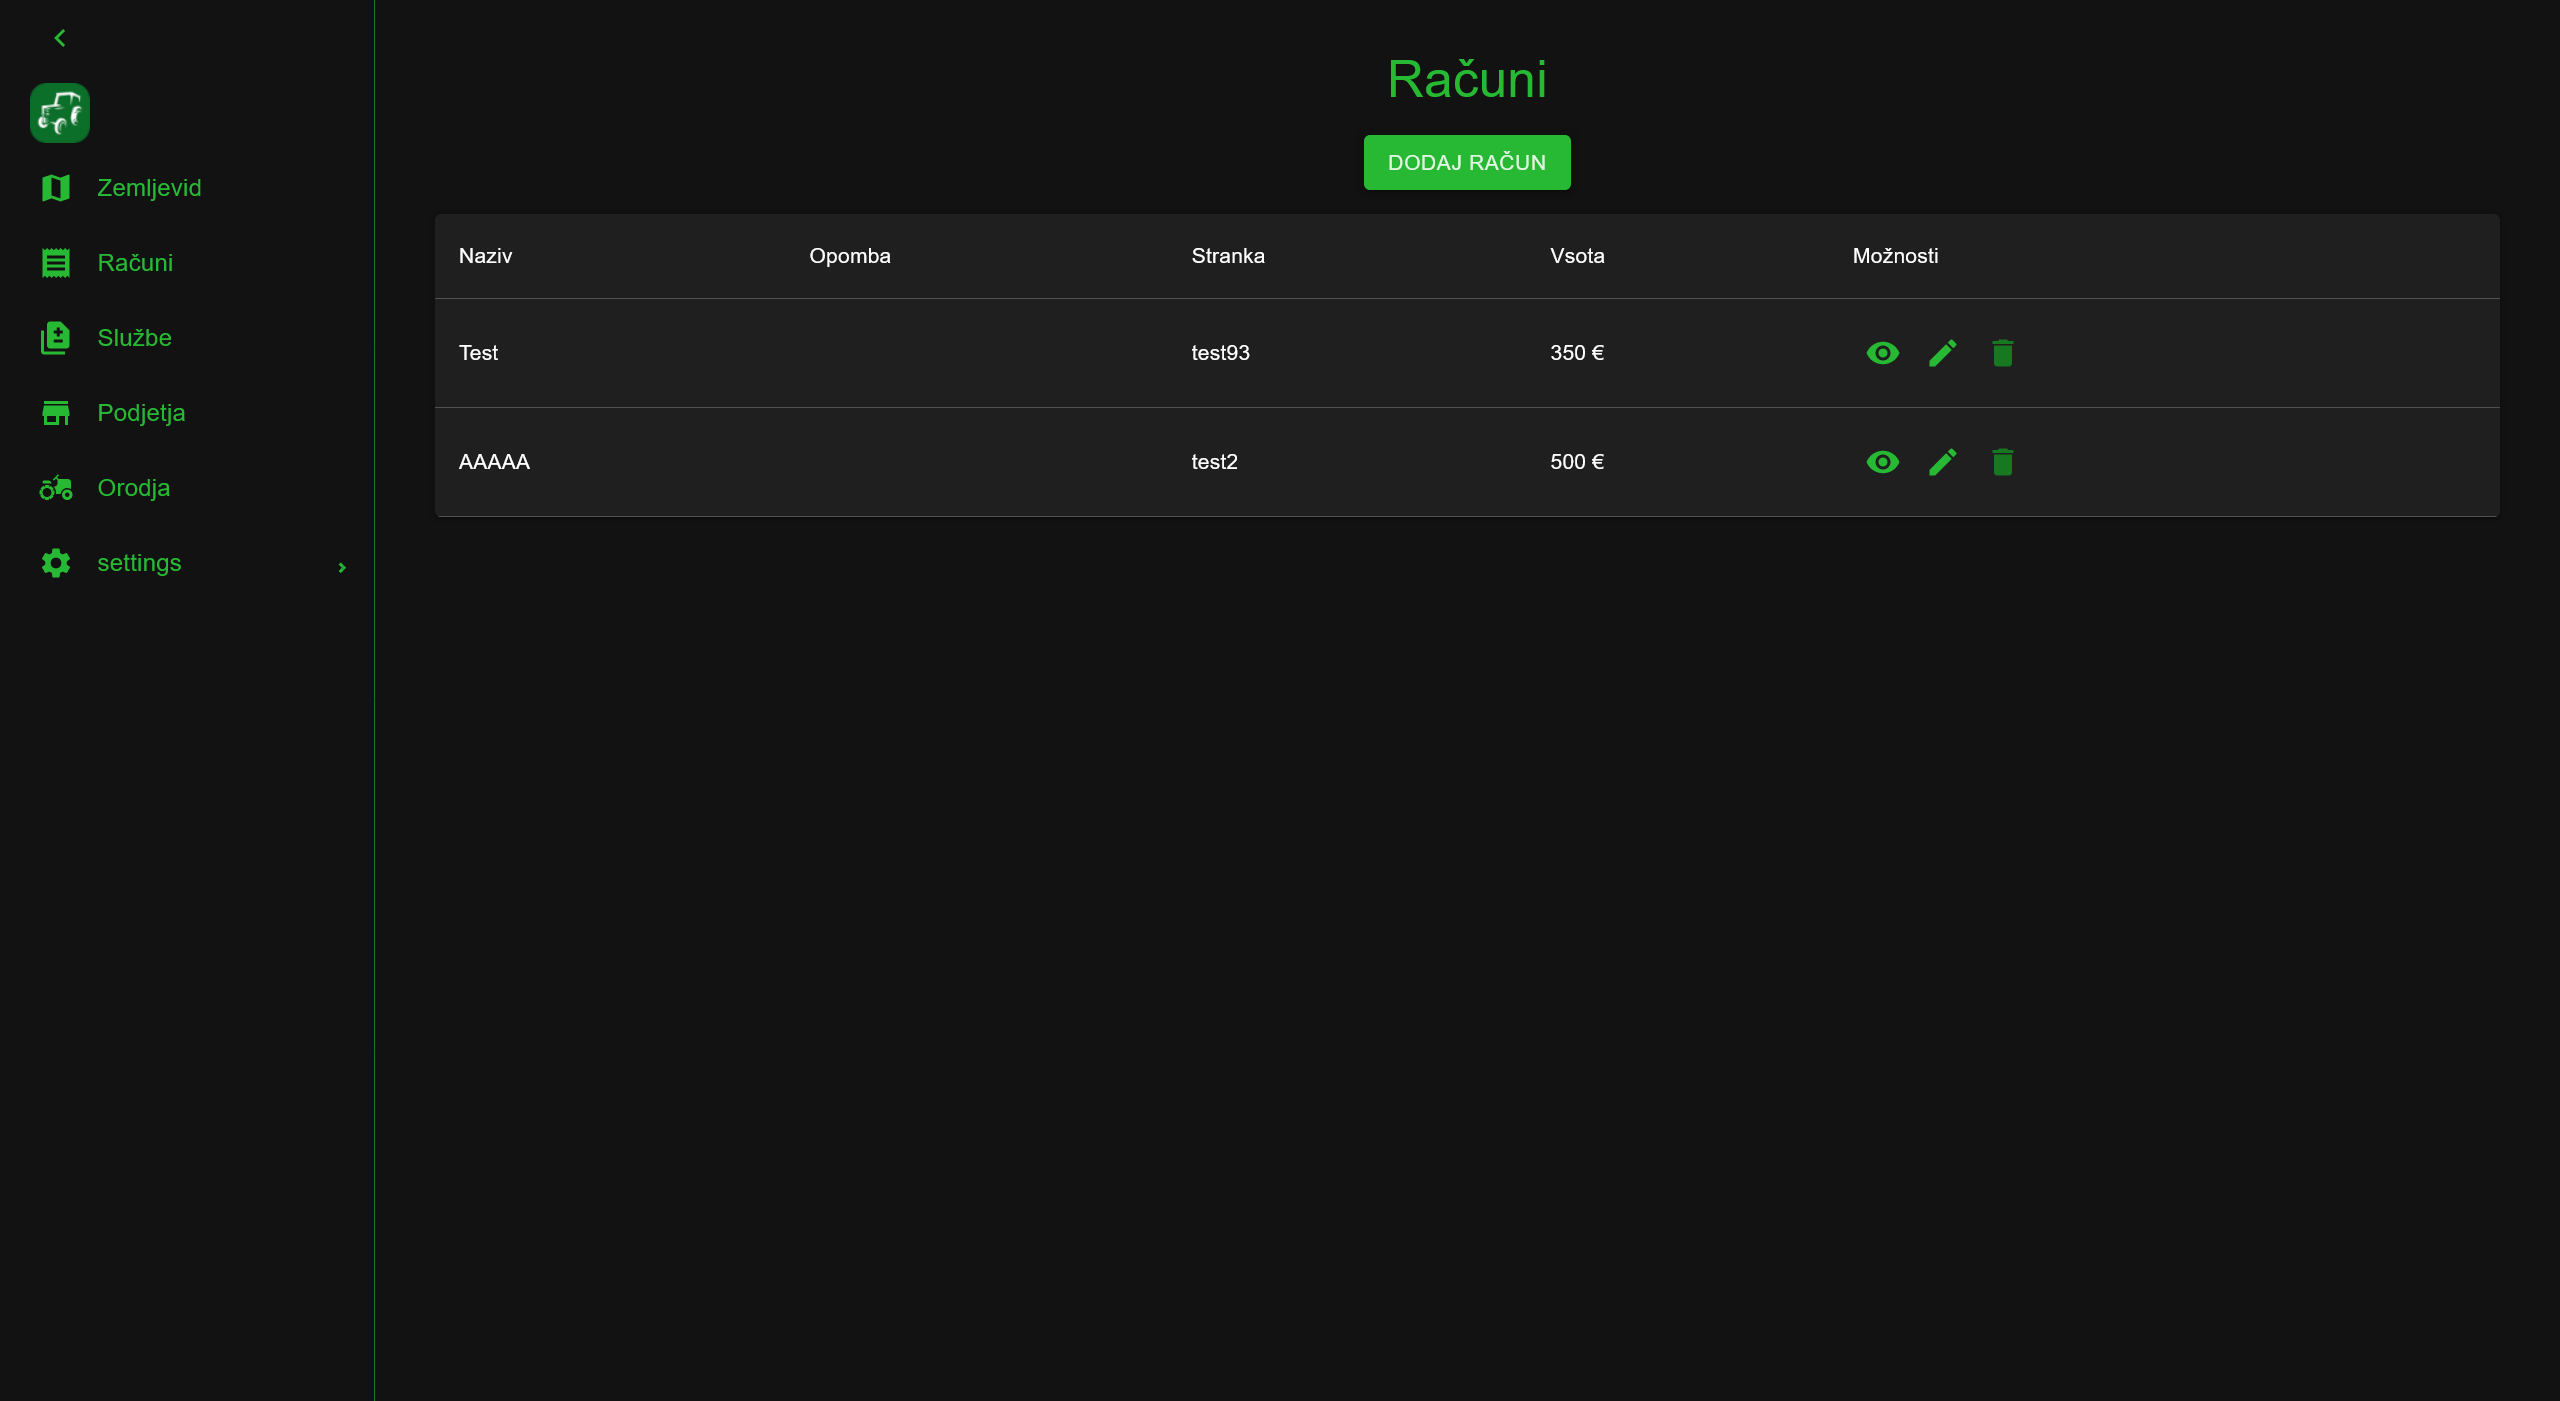 Zemljevid
Računi
Službe
Podjetja
Orodja
settings
Računi
DODAJ RAČUN
Naziv Opomba Stranka Vsota Možnosti
Test test93 350 €
AAAAA test2 500 €